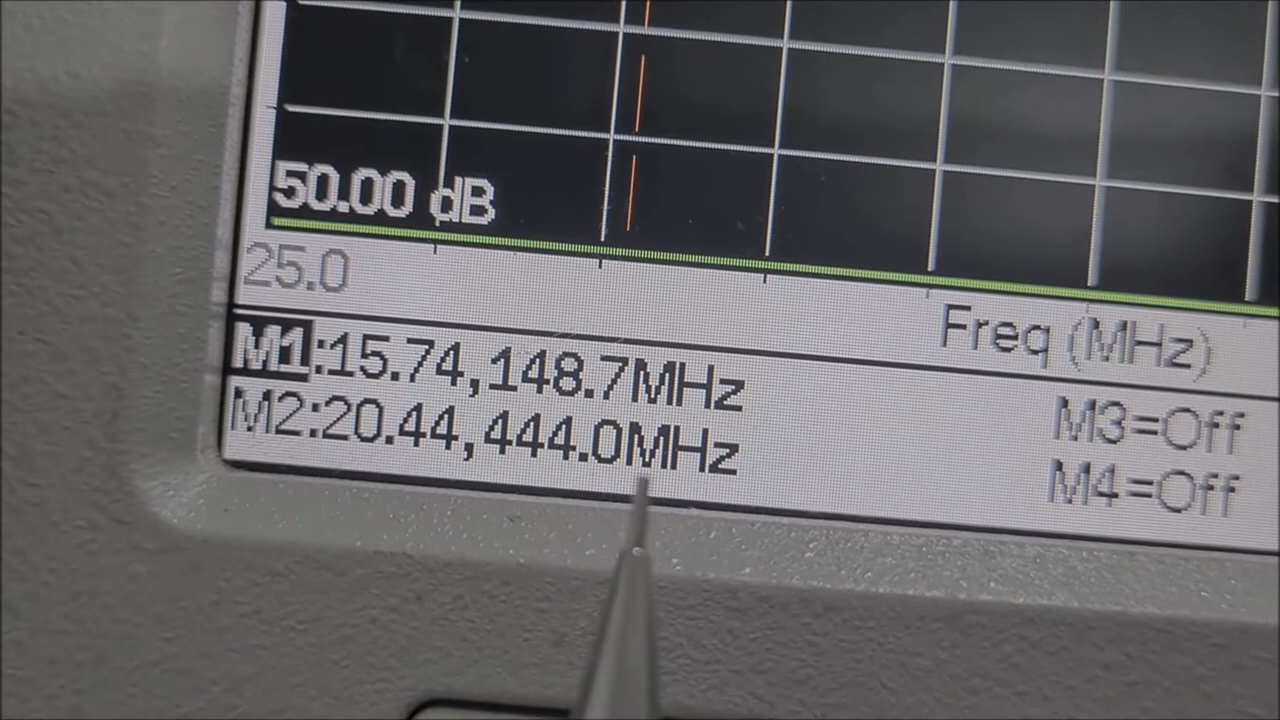 50.00 dB
25.0
Freq (MHz)
M1:15.74,148.7MHz
M2:20.44,444.0MHz
M3=Off
M4=Off